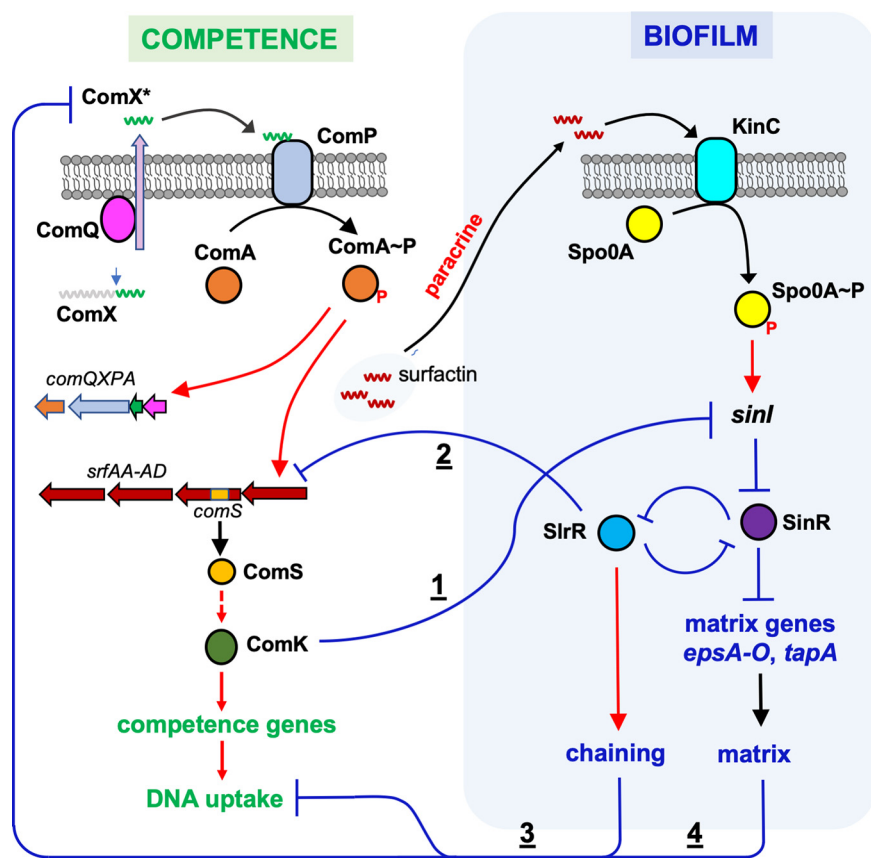 COMPETENCE
BIOFILM
ComX*
ComP
KinC
ComQ
ComA
ComA~P
P
ComX
paracrine
Spo0A
Spo0A~P
P
comQXPA
surfactin
sinI
srfAA-AD
comS
2
SlrR
SinR
ComS
1
ComK
matrix genes
epsA-O, tapA
competence genes
chaining
matrix
DNA uptake
3
4